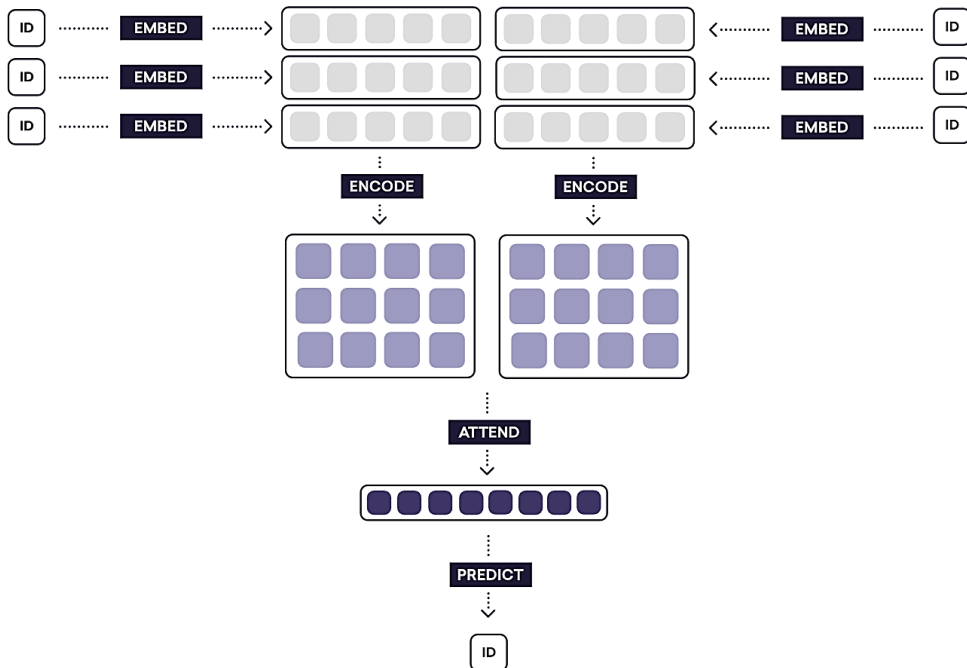 ID EMBED EMBED ID
ID EMBED EMBED ID
ID EMBED EMBED ID
ENCODE ENCODE
ATTEND
PREDICT
ID